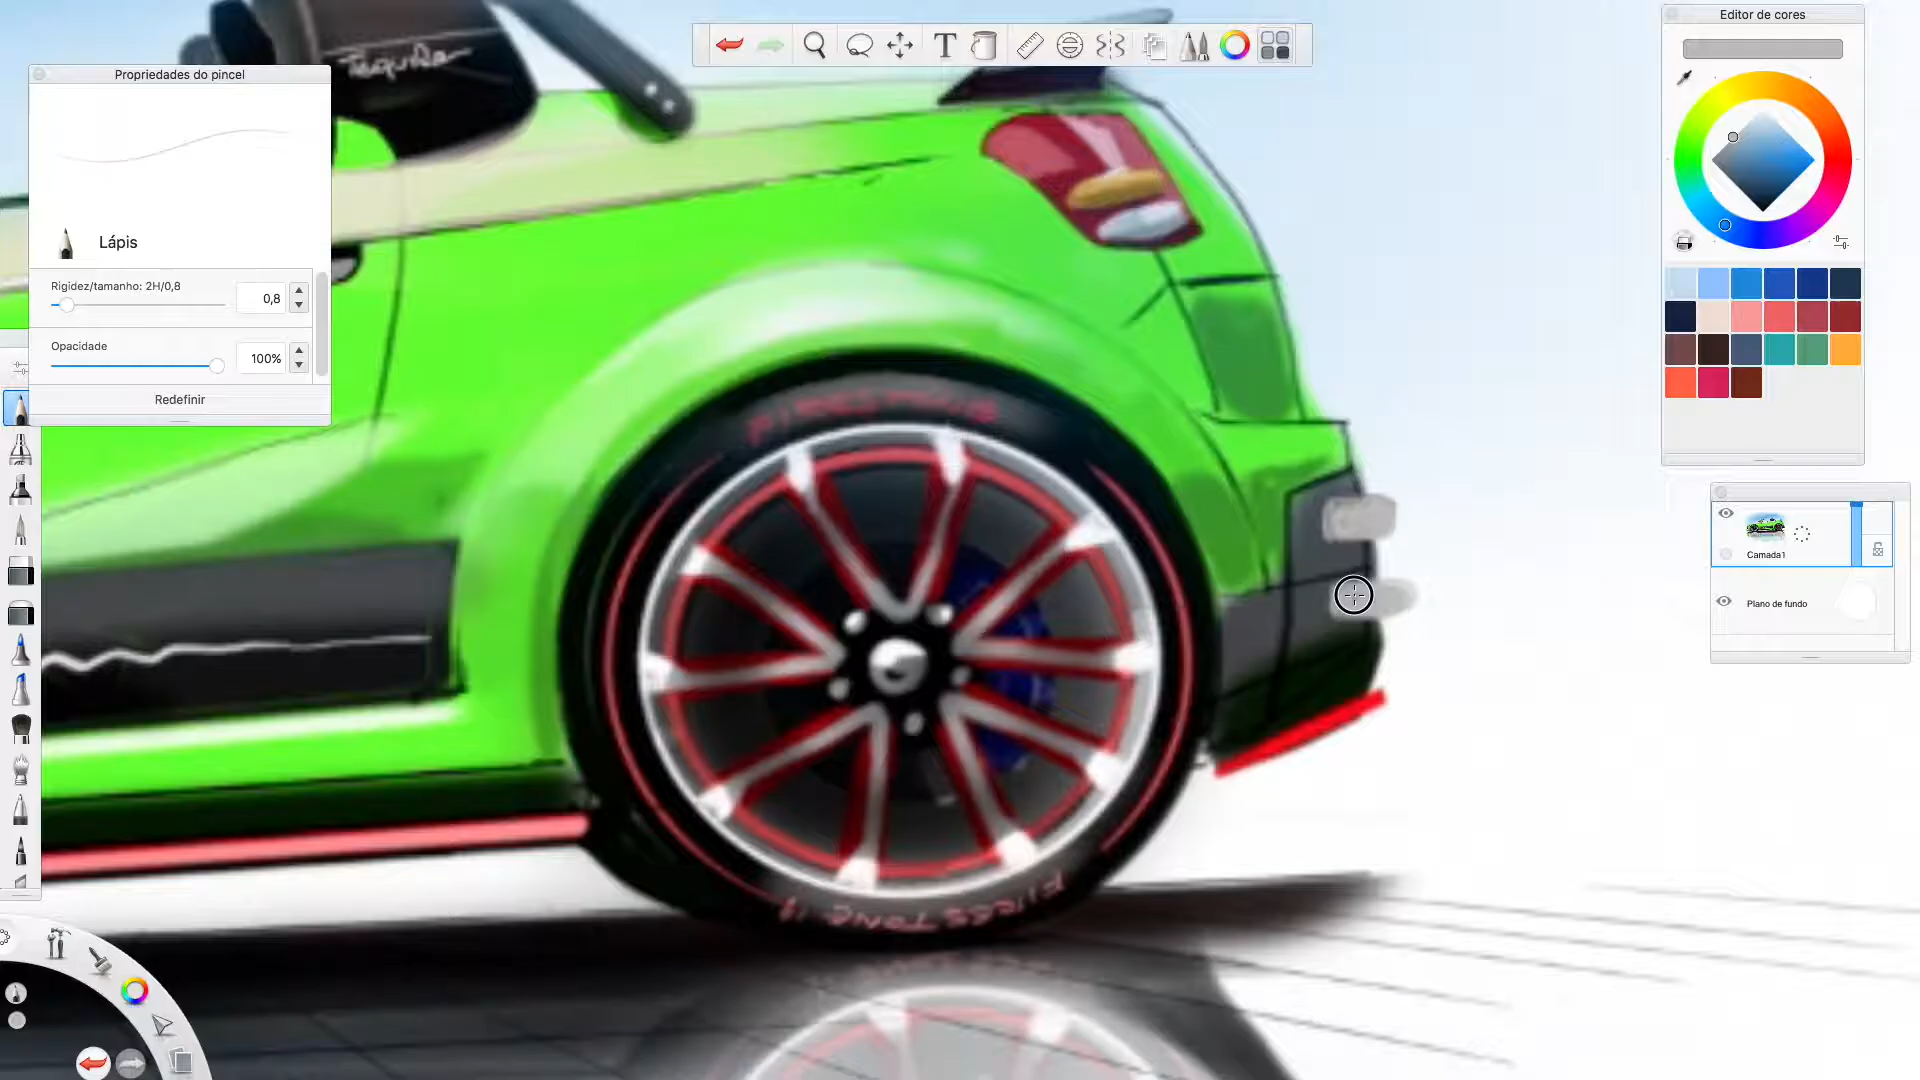 Editor de cores
Propriedades do pincel
Lápis
Rigidez/tamanho: 2H/0,8
0,8
Opacidade
100%
Redefinir
T
Camada1
Plano de fundo
FIRESTONE